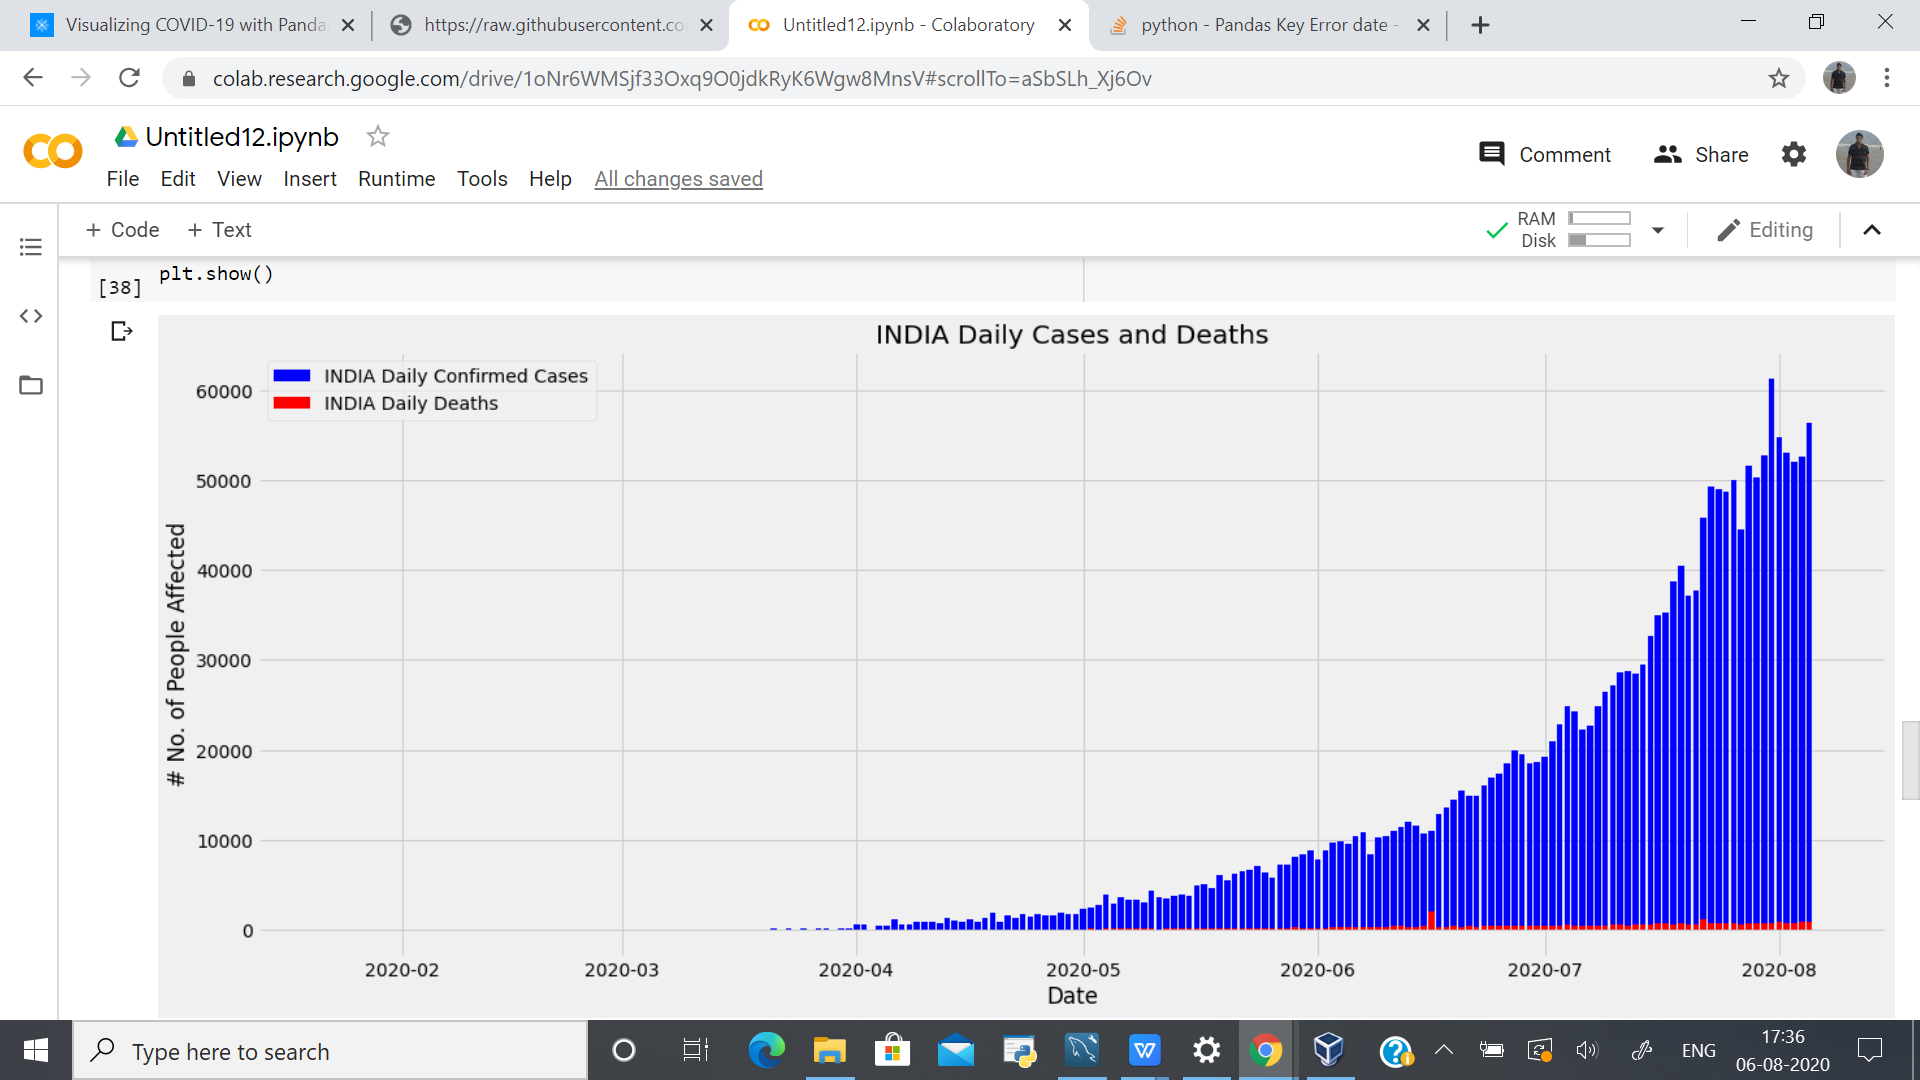 Visualizing COVID-19 with Panda
https://raw.githubusercontent.co
Untitled12.ipynb - Colaboratory
python - Pandas Key Error date -
colab.research.google.com/drive/1oNr6WMSjf33Oxq9O0jdkRyK6Wgw8MnsV#scrollTo=aSbSLh_Xj6Ov
Untitled12.ipynb
Comment
Share
File Edit View Insert Runtime Tools Help All changes saved
+ Code + Text
RAM
Disk
Editing
plt.show()
[38]
INDIA Daily Cases and Deaths
INDIA Daily Confirmed Cases
INDIA Daily Deaths
60000
50000
40000
30000
20000
10000
0
# No. of People Affected
2020-02 2020-03 2020-04 2020-05 2020-06 2020-07 2020-08
Date
Type here to search
W
ENG
17:36
06-08-2020